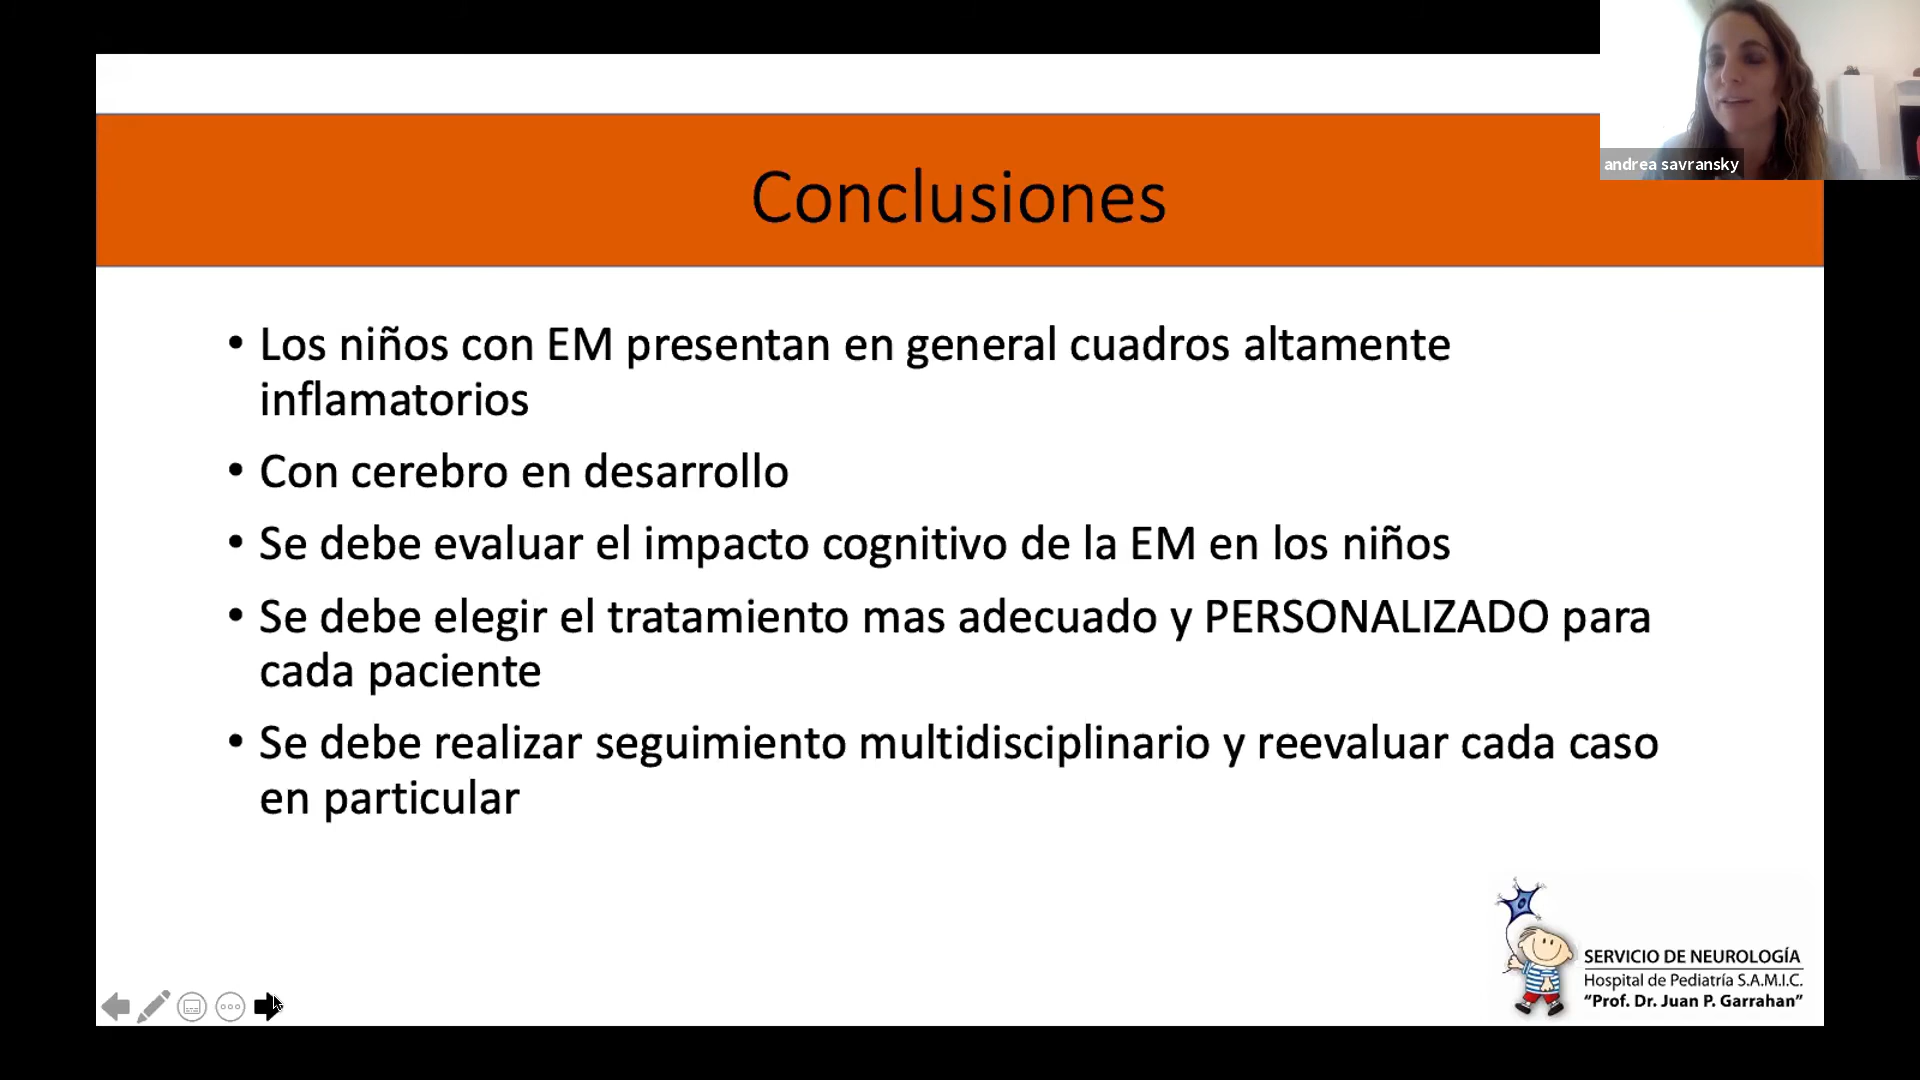 andrea savransky
Conclusiones
• Los niños con EM presentan en general cuadros altamente
inflamatorios
• Con cerebro en desarrollo
• Se debe evaluar el impacto cognitivo de la EM en los niños
• Se debe elegir el tratamiento mas adecuado y PERSONALIZADO para
cada paciente
• Se debe realizar seguimiento multidisciplinario y reevaluar cada caso
en particular
SERVICIO DE NEUROLOGÍA
Hospital de Pediatría S.A.M.I.C.
“Prof. Dr. Juan P. Garrahan”